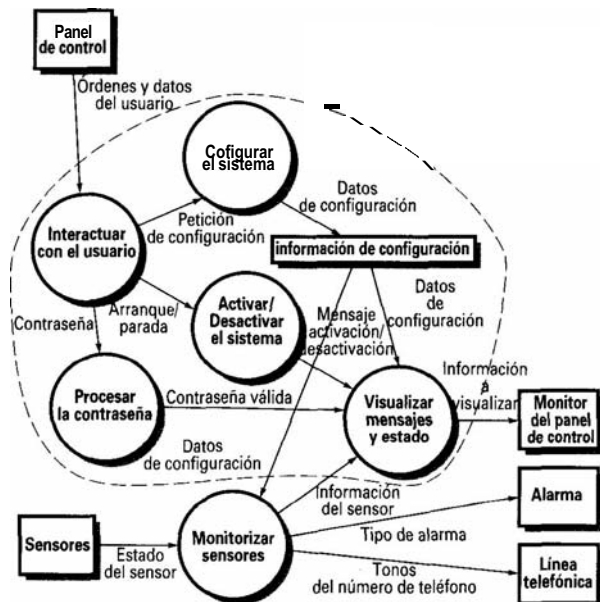 Panel
de control
Órdenes y datos
del usuario
Cofigurar
el sistema
Datos
de configuración
Interactuar
con el usuario
Petición
de configuración
información de configuración
Arranque/
parada
Activar/
Desactivar
el sistema
Mensaje
activación/
desactivación
Datos
de
configuración
Contraseña
Procesar
la contraseña
Contraseña válida
Visualizar
mensajes
y estado
Información
a
visualizar
Monitor
del panel
de control
Datos
de configuración
Información
del sensor
Alarma
Sensores
Estado
del sensor
Monitorizar
sensores
Tipo de alarma
Tonos
del número de teléfono
Línea
telefónica